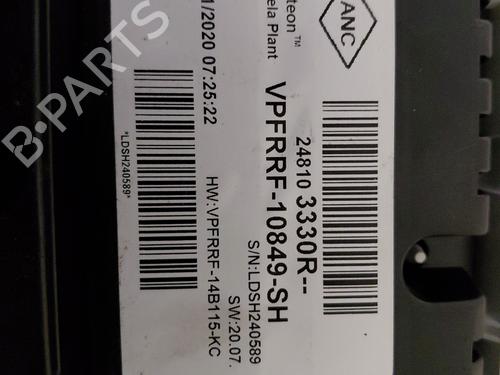 ANC
teon™
ela Plant
1/2020 07:25:22
24810 3330R--
VPFRRF-10849-SH
S/N:LDSH240589
SW:20.07.
HW:VPFRRF-14B115-KC
*LDSH240589*
B-PARTS